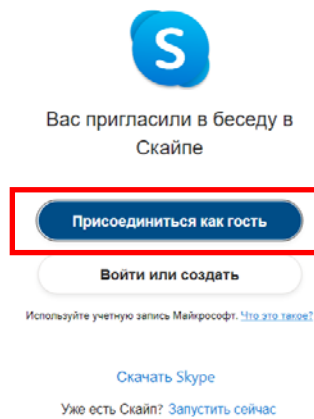 S
Вас пригласили в беседу в
Скайпе
Присоединиться как гость
Войти или создать
Используйте учетную запись Майкрософт. Что это такое?
Скачать Skype
Уже есть Скайп? Запустить сейчас